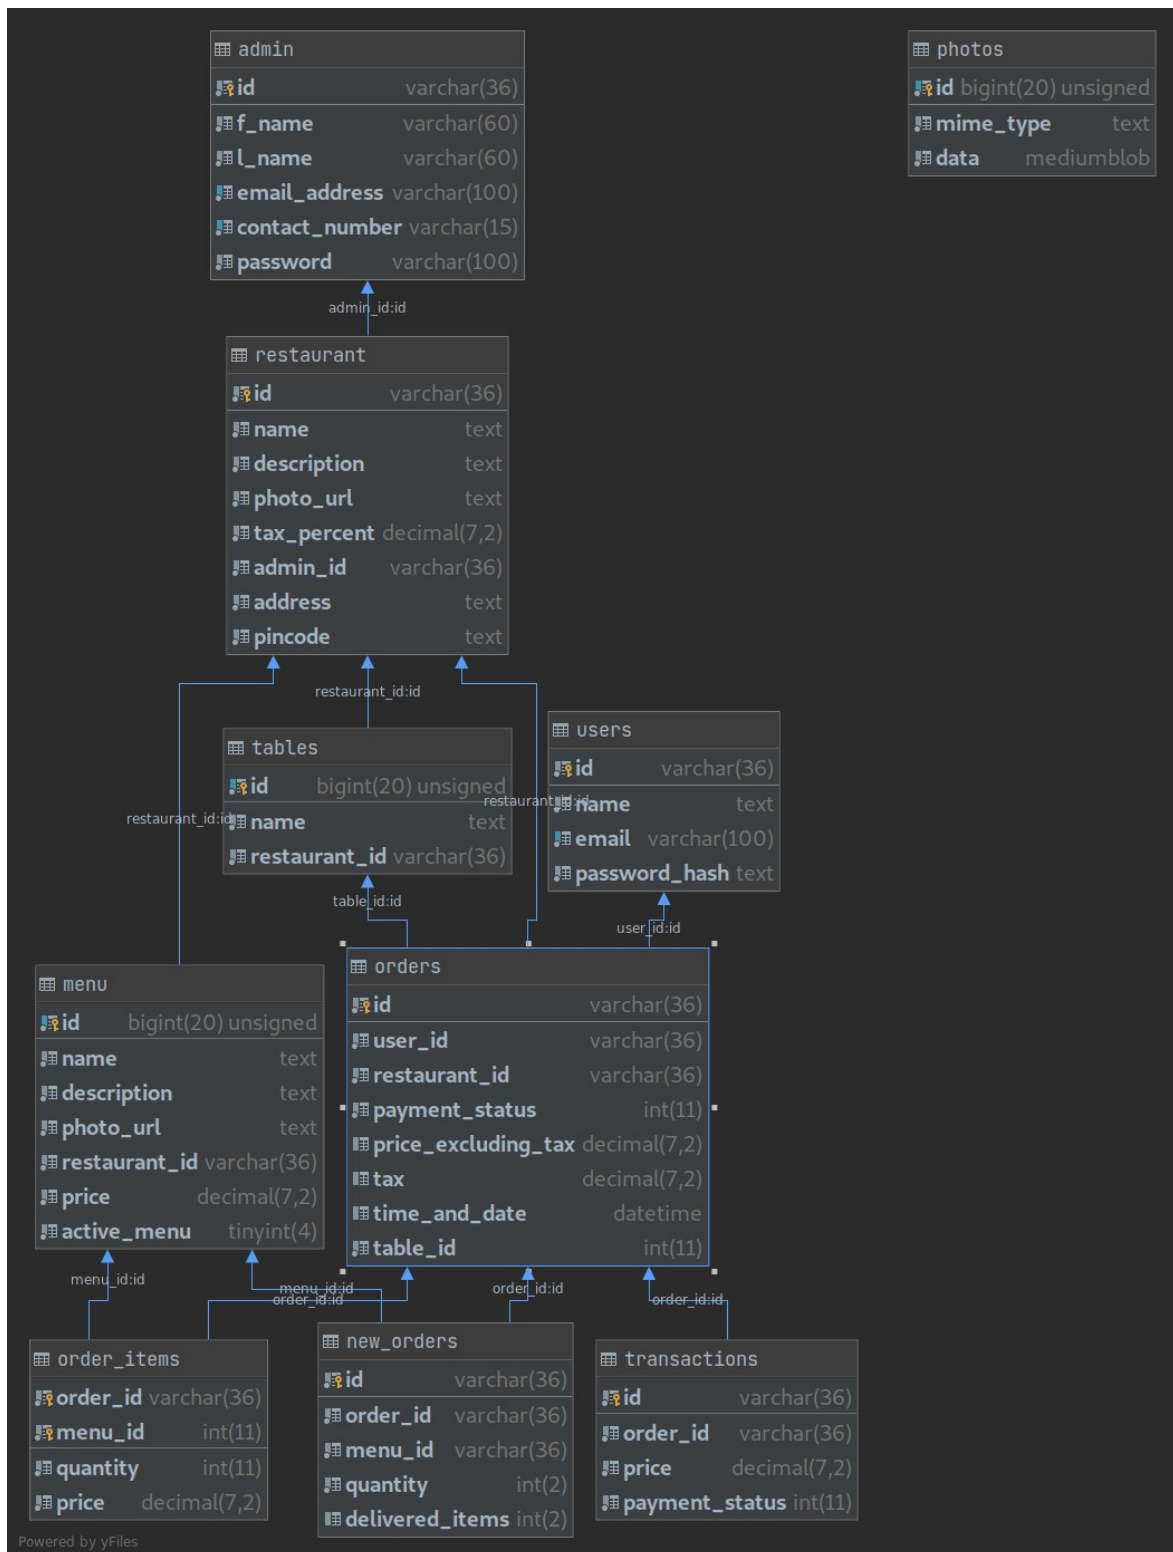 admin
id varchar(36)
f_name varchar(60)
l_name varchar(60)
email_address varchar(100)
contact_number varchar(15)
password varchar(100)
photos
id bigint(20) unsigned
mime_type text
data mediumblob
admin_id:id
restaurant
id varchar(36)
name text
description text
photo_url text
tax_percent decimal(7,2)
admin_id varchar(36)
address text
pincode text
restaurant_id:id
tables
id bigint(20) unsigned
name text
restaurant_id varchar(36)
restaurant_id:id
restaurant_id:id
users
id varchar(36)
name text
email varchar(100)
password_hash text
table_id:id
user_id:id
menu
id bigint(20) unsigned
name text
description text
photo_url text
restaurant_id varchar(36)
price decimal(7,2)
active_menu tinyint(4)
orders
id varchar(36)
user_id varchar(36)
restaurant_id varchar(36)
payment_status int(11)
price_excluding_tax decimal(7,2)
tax decimal(7,2)
time_and_date datetime
table_id int(11)
menu_id:id
menu_id:id
order_id:id
order_id:id
order_id:id
order_items
order_id varchar(36)
menu_id int(11)
quantity int(11)
price decimal(7,2)
new_orders
id varchar(36)
order_id varchar(36)
menu_id varchar(36)
quantity int(2)
delivered_items int(2)
transactions
id varchar(36)
order_id varchar(36)
price decimal(7,2)
payment_status int(11)
Powered by yFiles